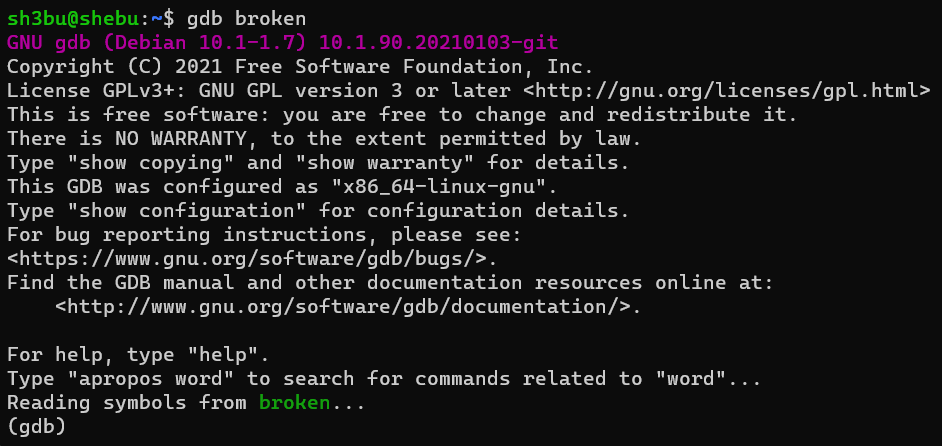 sh3bu@shebu:~$ gdb broken
GNU gdb (Debian 10.1-1.7) 10.1.90.20210103-git
Copyright (C) 2021 Free Software Foundation, Inc.
License GPLv3+: GNU GPL version 3 or later <http://gnu.org/licenses/gpl.html>
This is free software: you are free to change and redistribute it.
There is NO WARRANTY, to the extent permitted by law.
Type "show copying" and "show warranty" for details.
This GDB was configured as "x86_64-linux-gnu".
Type "show configuration" for configuration details.
For bug reporting instructions, please see:
<https://www.gnu.org/software/gdb/bugs/>.
Find the GDB manual and other documentation resources online at:
    <http://www.gnu.org/software/gdb/documentation/>.

For help, type "help".
Type "apropos word" to search for commands related to "word"...
Reading symbols from broken...
(gdb)